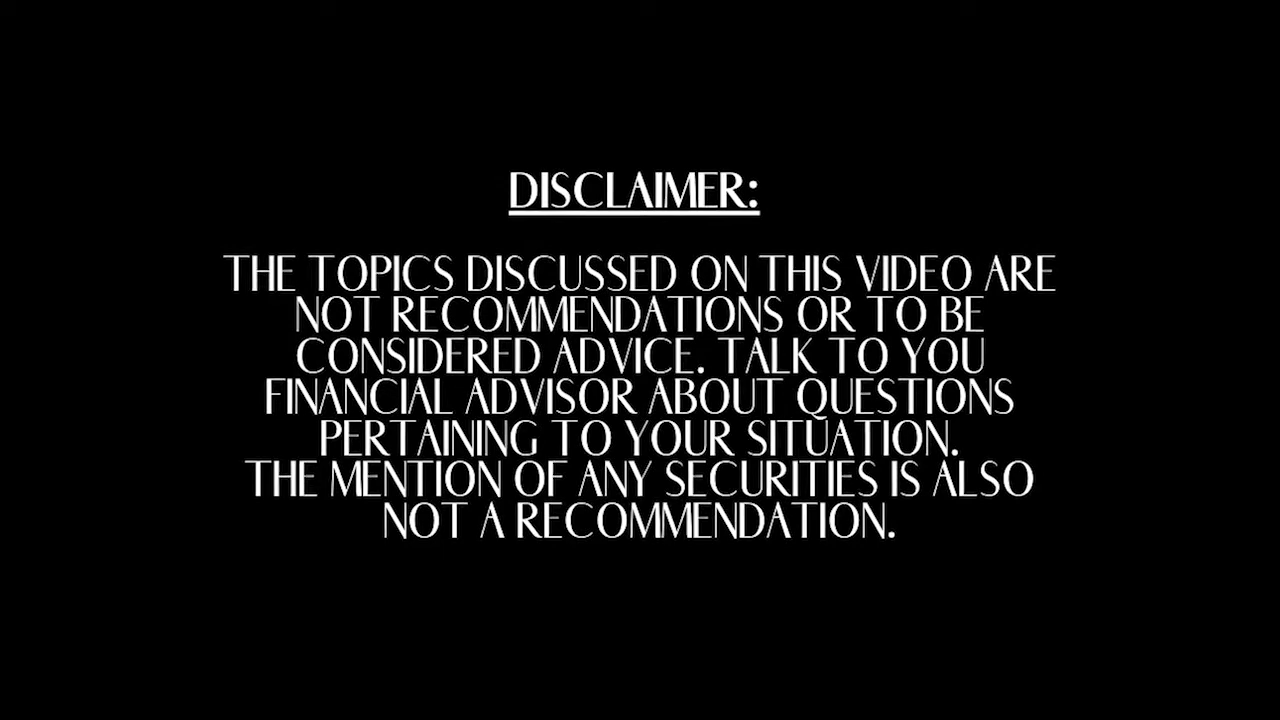 DISCLAIMER:
THE TOPICS DISCUSSED ON THIS VIDEO ARE
NOT RECOMMENDATIONS OR TO BE
CONSIDERED ADVICE. TALK TO YOU
FINANCIAL ADVISOR ABOUT QUESTIONS
PERTAINING TO YOUR SITUATION.
THE MENTION OF ANY SECURITIES IS ALSO
NOT A RECOMMENDATION.